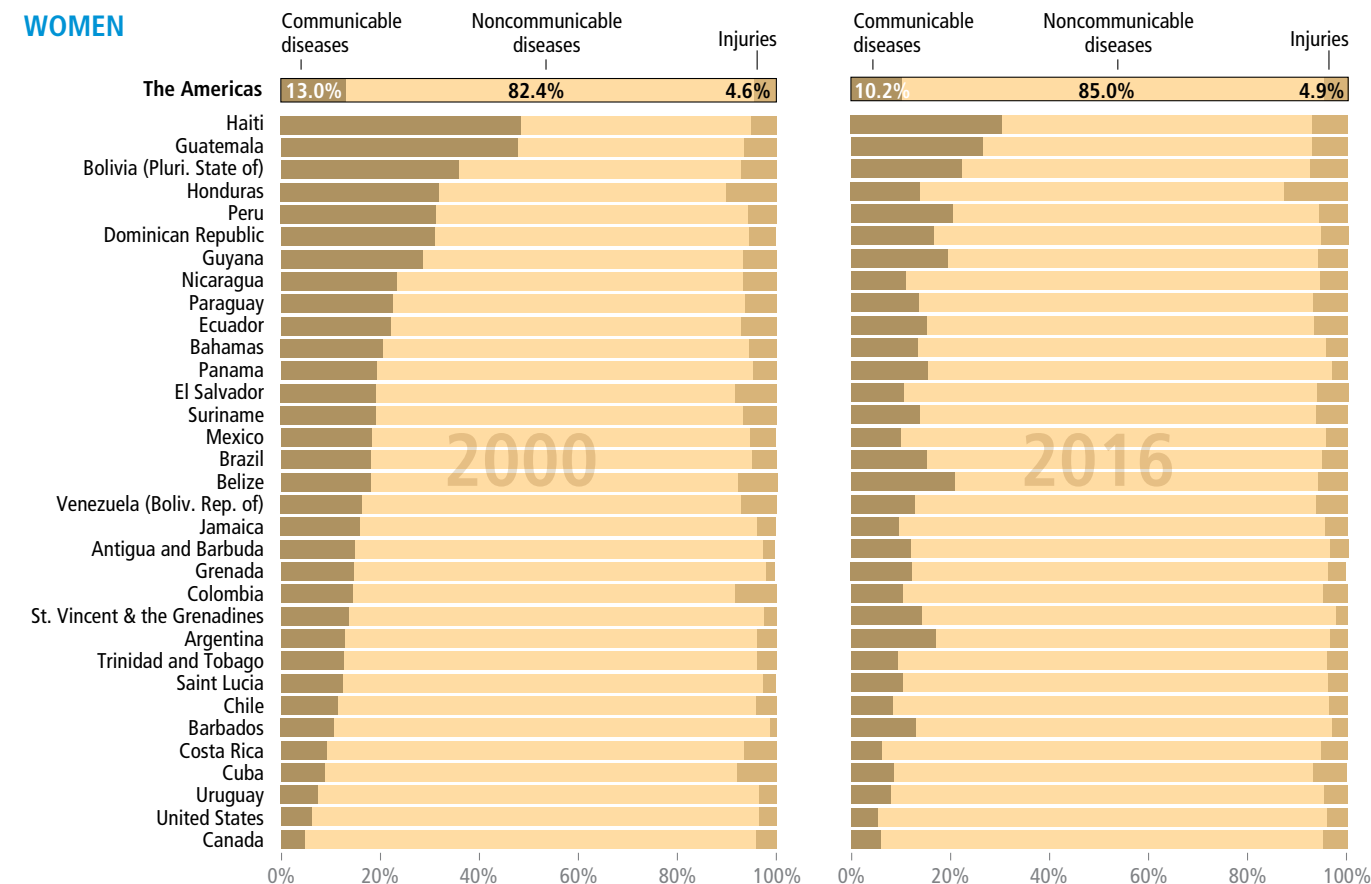 WOMEN
Communicable
diseases
Noncommunicable
diseases
Injuries
Communicable
diseases
Noncommunicable
diseases
Injuries
The Americas 13.0% 82.4% 4.6% 10.2% 85.0% 4.9%
Haiti
Guatemala
Bolivia (Pluri. State of)
Honduras
Peru
Dominican Republic
Guyana
Nicaragua
Paraguay
Ecuador
Bahamas
Panama
El Salvador
Suriname
Mexico
Brazil
Belize
Venezuela (Boliv. Rep. of)
Jamaica
Antigua and Barbuda
Grenada
Colombia
St. Vincent & the Grenadines
Argentina
Trinidad and Tobago
Saint Lucia
Chile
Barbados
Costa Rica
Cuba
Uruguay
United States
Canada
2000
2016
0% 20% 40% 60% 80% 100%
0% 20% 40% 60% 80% 100%